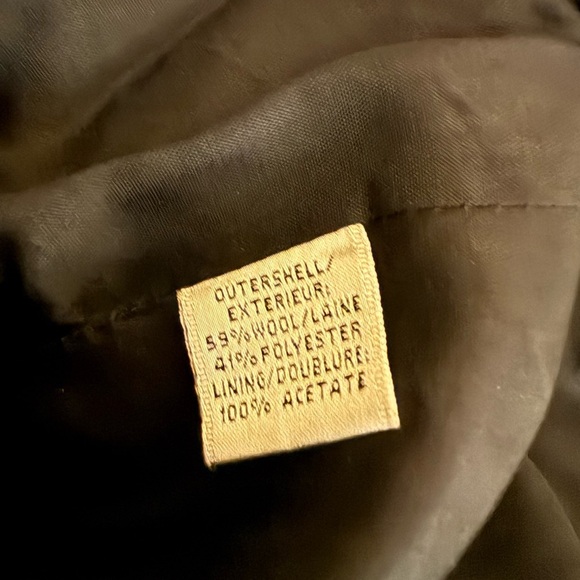 OUTERSHELL/
EXTERIEUR:
59%WOOL/LAINE
41%POLYESTER
LINING/DOUBLURE:
100% ACETATE